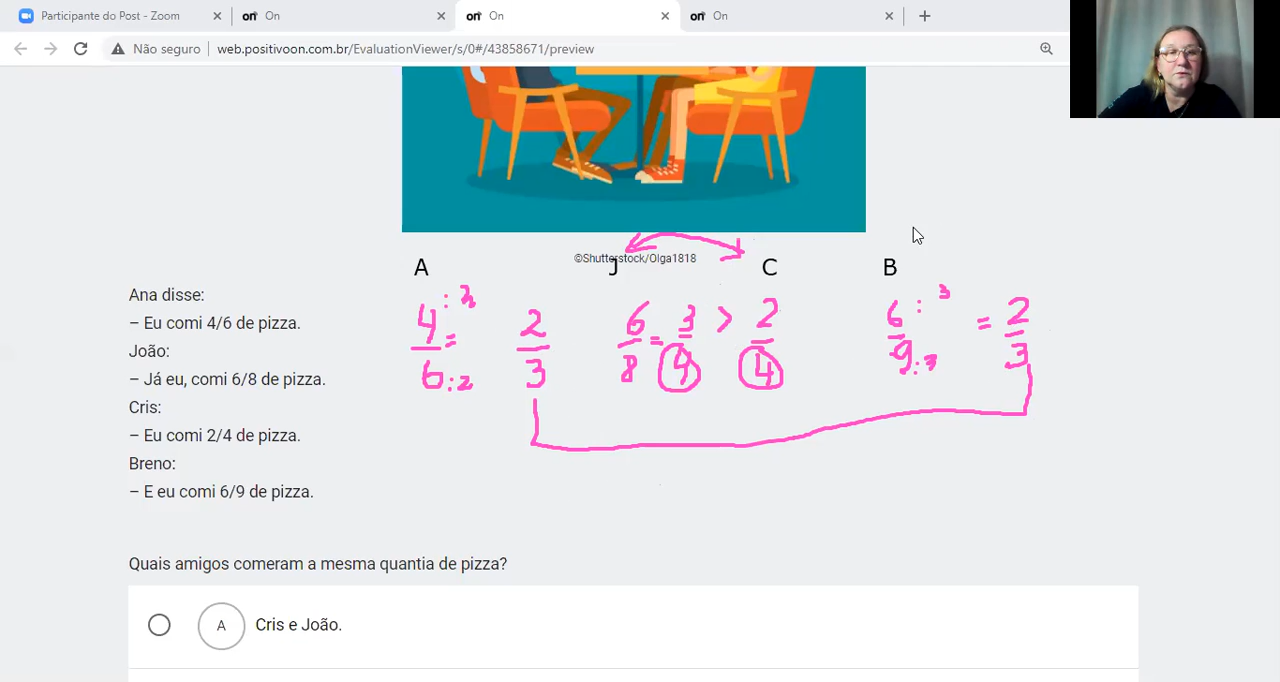 Participante do Post - Zoom
On
On
On
Não seguro
web.positivoon.com.br/EvaluationViewer/s/0#/43858671/preview
©Shutterstock/Olga1818
A J C B
Ana disse:
– Eu comi 4/6 de pizza.
João:
– Já eu, comi 6/8 de pizza.
Cris:
– Eu comi 2/4 de pizza.
Breno:
– E eu comi 6/9 de pizza.
4/6 :2 :2 = 2/3
6/8 = 3/4 > 2/4
6/9 :3 :3 = 2/3
Quais amigos comeram a mesma quantia de pizza?
A Cris e João.